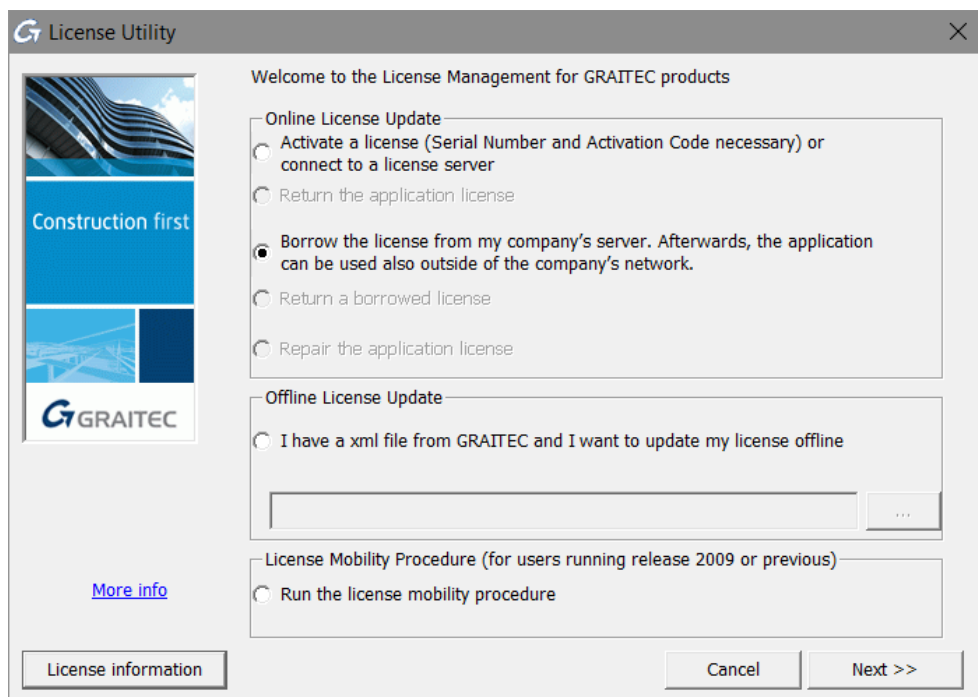 License Utility
Welcome to the License Management for GRAITEC products
Online License Update
Activate a license (Serial Number and Activation Code necessary) or
connect to a license server
Return the application license
Borrow the license from my company's server. Afterwards, the application
can be used also outside of the company's network.
Return a borrowed license
Repair the application license
Construction first
GRAITEC
Offline License Update
I have a xml file from GRAITEC and I want to update my license offline
...
License Mobility Procedure (for users running release 2009 or previous)
Run the license mobility procedure
More info
License information
Cancel
Next >>